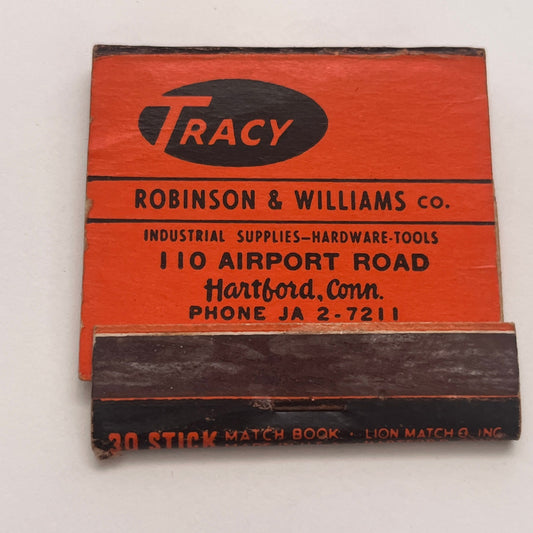 TRACY
ROBINSON & WILLIAMS CO.
INDUSTRIAL SUPPLIES-HARDWARE-TOOLS
110 AIRPORT ROAD
Hartford, Conn.
PHONE JA 2-7211
30 STICK MATCH BOOK · LION MATCH CO. INC